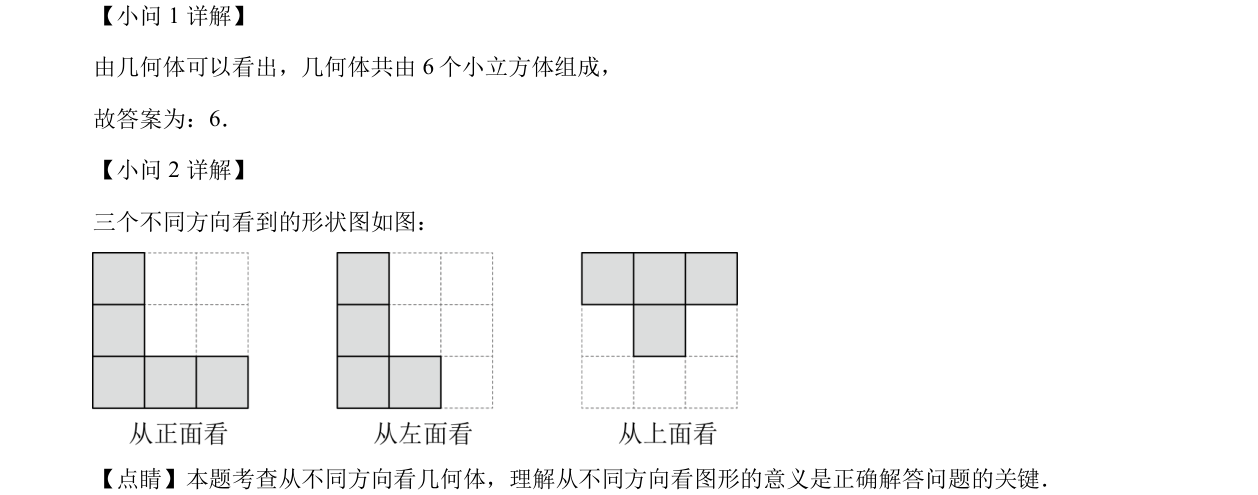 【小问 1 详解】
由几何体可以看出，几何体共由 6 个小立方体组成，
故答案为：6．
【小问 2 详解】
三个不同方向看到的形状图如图：
从正面看 从左面看 从上面看
【点睛】本题考查从不同方向看几何体，理解从不同方向看图形的意义是正确解答问题的关键．